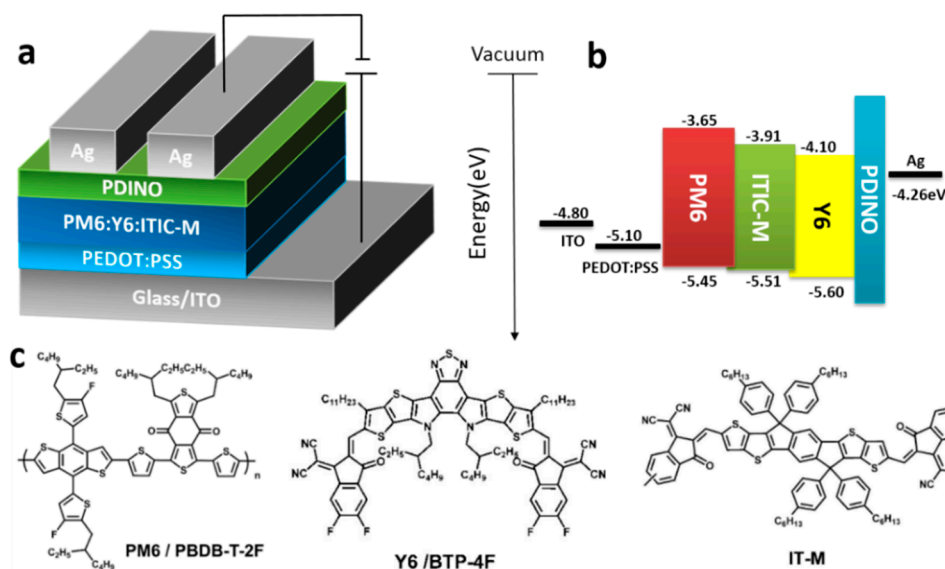 a
Ag
Ag
PDINO
PM6:Y6:ITIC-M
PEDOT:PSS
Glass/ITO
Vacuum
Energy(eV)
b
-4.80
ITO
-5.10
PEDOT:PSS
-3.65
PM6
-5.45
-3.91
ITIC-M
-5.51
-4.10
Y6
-5.60
PDINO
Ag
-4.26eV
c
C4H9
C2H5
F
S
C4H9
C2H5
C2H5
C4H9
S
O
O
S
S
S
S
S
n
S
F
C2H5
C4H9
PM6 / PBDB-T-2F
S
N
N
C11H23
S
S
S
S
C11H23
N
N
C2H5
C4H9
C2H5
C4H9
CN
CN
O
F
F
O
CN
CN
F
F
Y6 /BTP-4F
C6H13
C6H13
CN
NC
O
S
S
S
S
O
CN
C6H13
C6H13
IT-M